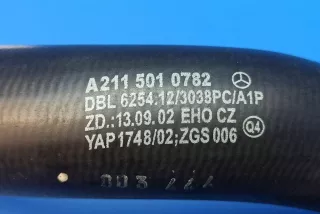 A 211 501 0782
DBL 6254.12/3038PC/A1P
ZD.:13.09.02 EHO CZ
YAP 1748/02;ZGS 006 Q4